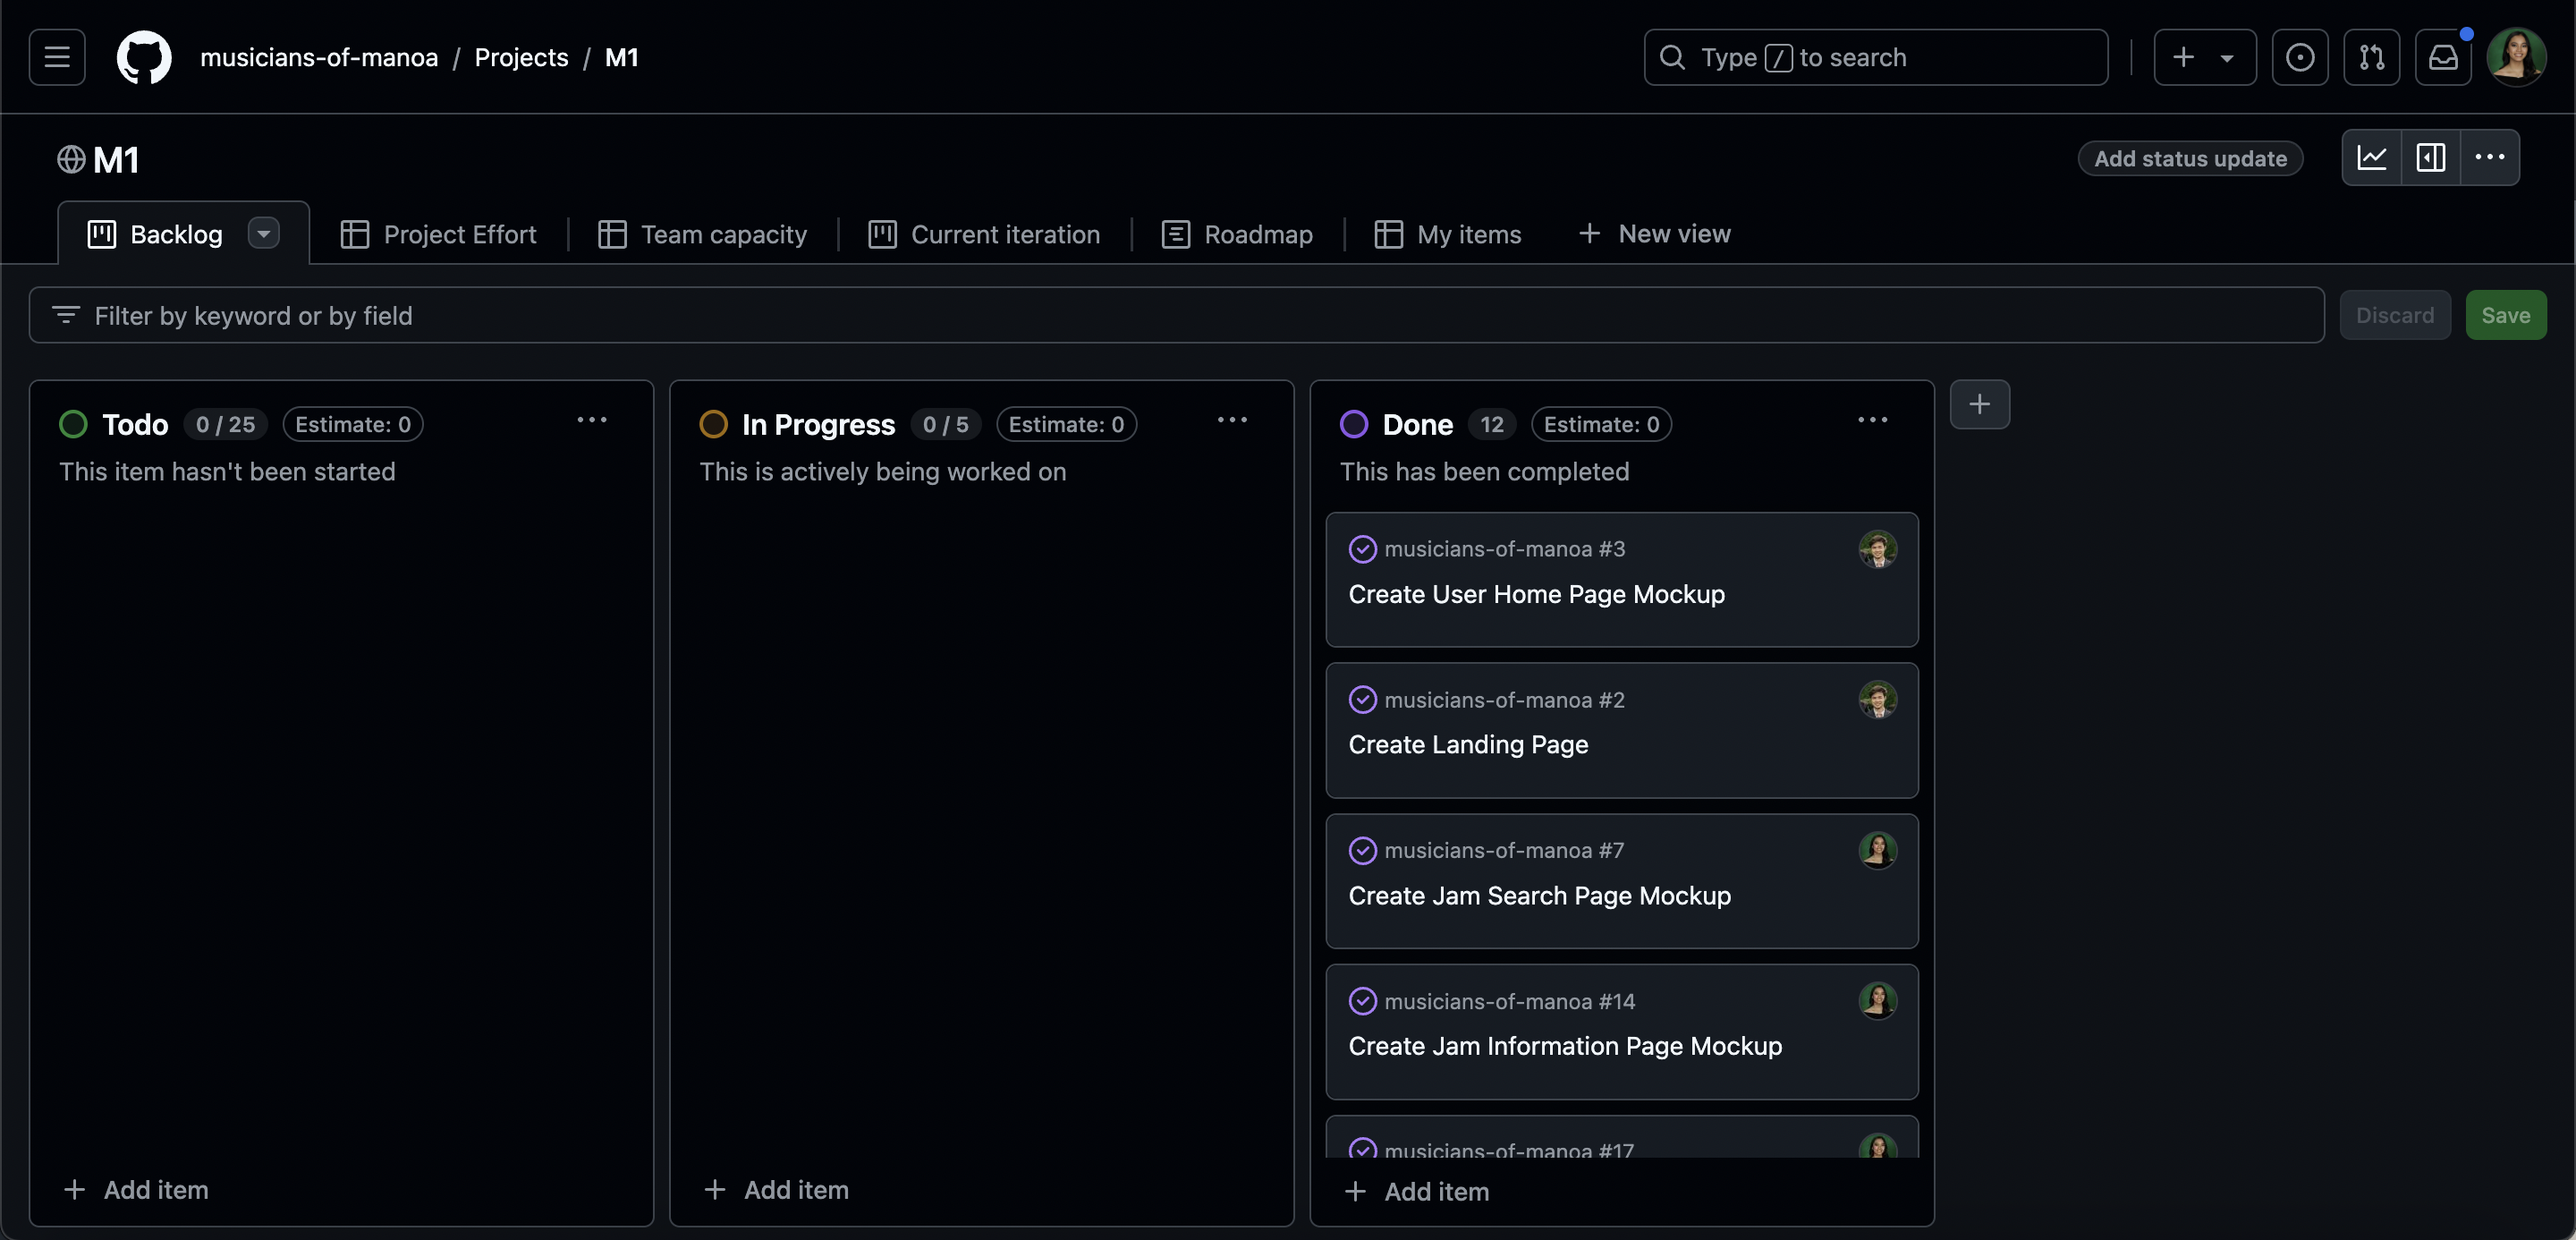 musicians-of-manoa / Projects / M1
Type / to search
M1
Add status update
Backlog
Project Effort
Team capacity
Current iteration
Roadmap
My items
New view
Filter by keyword or by field
Discard
Save
Todo 0 / 25 Estimate: 0
This item hasn't been started
Add item
In Progress 0 / 5 Estimate: 0
This is actively being worked on
Add item
Done 12 Estimate: 0
This has been completed
musicians-of-manoa #3
Create User Home Page Mockup
musicians-of-manoa #2
Create Landing Page
musicians-of-manoa #7
Create Jam Search Page Mockup
musicians-of-manoa #14
Create Jam Information Page Mockup
musicians-of-manoa #17
Add item